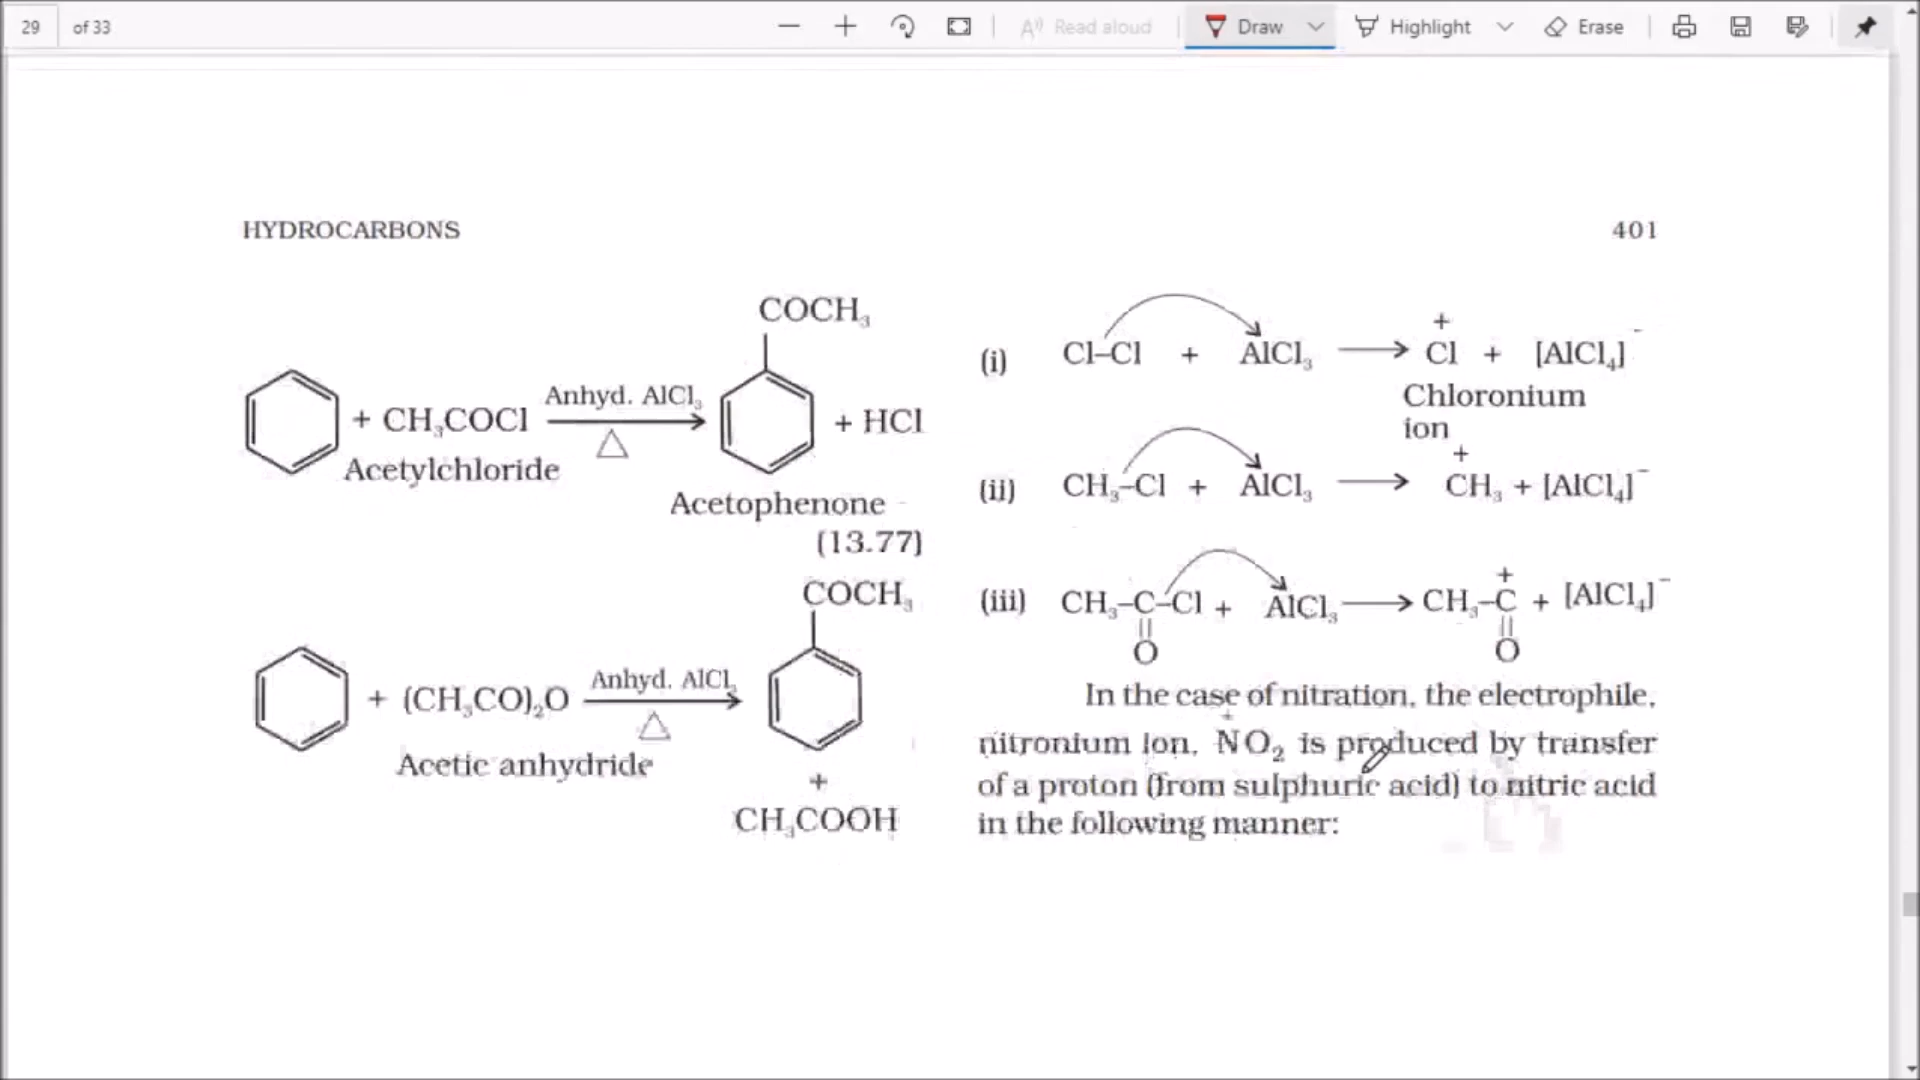 29 of 33
Read aloud Draw Highlight Erase
HYDROCARBONS
401
COCH₃
+ CH₃COCl Anhyd. AlCl₃ + HCl
△
Acetylchloride
Acetophenone
(13.77)
COCH₃
+ (CH₃CO)₂O Anhyd. AlCl₃
△
Acetic anhydride
+
CH₃COOH
(i) Cl–Cl + AlCl₃ ⟶ Cl⁺ + [AlCl₄]⁻
Chloronium
ion
(ii) CH₃–Cl + AlCl₃ ⟶ C⁺H₃ + [AlCl₄]⁻
(iii) CH₃–C–Cl + AlCl₃ ⟶ CH₃–C⁺ + [AlCl₄]⁻
|| ||
O O
In the case of nitration, the electrophile,
nitronium ion, N⁺O₂ is produced by transfer
of a proton (from sulphuric acid) to nitric acid
in the following manner: